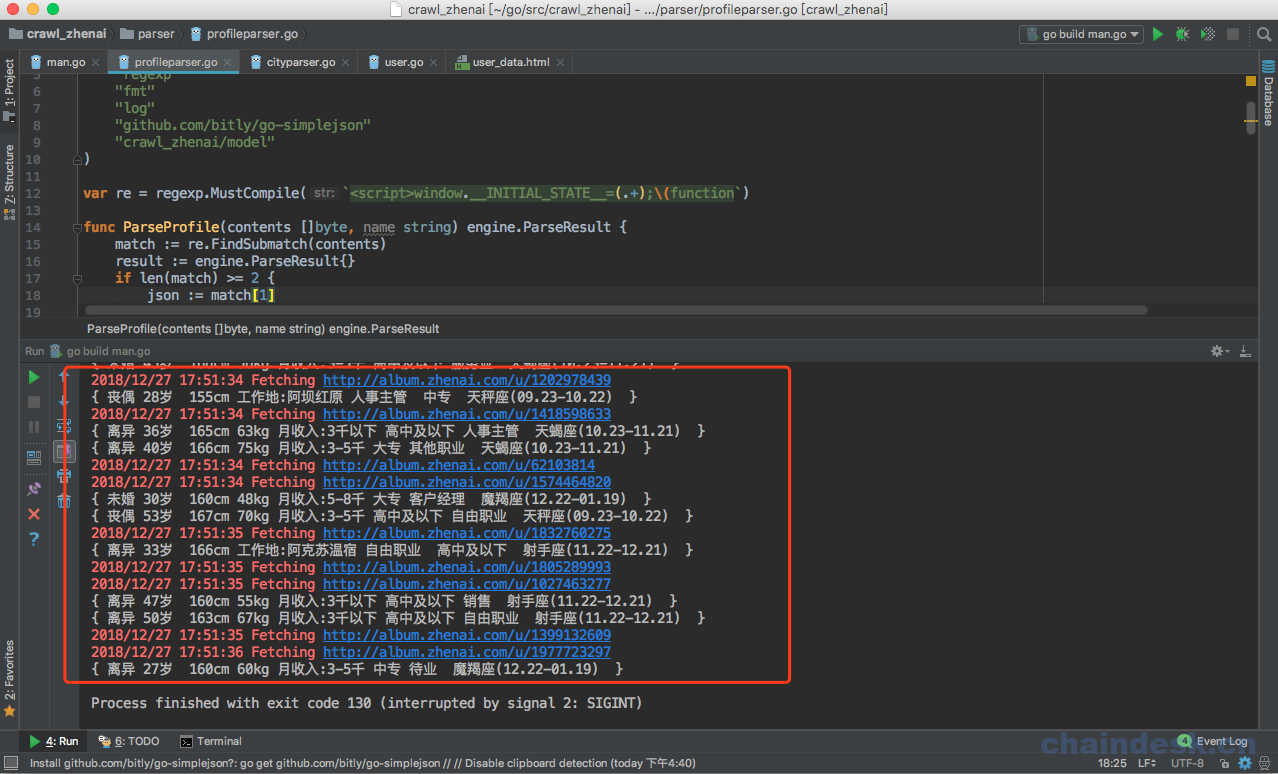 crawl_zhenai [~/go/src/crawl_zhenai] - .../parser/profileparser.go [crawl_zhenai]
crawl_zhenai parser profileparser.go go build man.go
man.go profileparser.go cityparser.go user.go user_data.html
1: Project
Z: Structure
2: Favorites
Database
5 "regexp"
6 "fmt"
7 "log"
8 "github.com/bitly/go-simplejson"
9 "crawl_zhenai/model"
10 )
11
12 var re = regexp.MustCompile( str: `<script>window.__INITIAL_STATE__=(.+);\(function`)
13
14 func ParseProfile(contents []byte, name string) engine.ParseResult {
15 match := re.FindSubmatch(contents)
16 result := engine.ParseResult{}
17 if len(match) >= 2 {
18 json := match[1]
19
ParseProfile(contents []byte, name string) engine.ParseResult
Run go build man.go
2018/12/27 17:51:34 Fetching http://album.zhenai.com/u/1202978439
{ 丧偶 28岁 155cm 工作地:阿坝红原 人事主管 中专 天秤座(09.23-10.22) }
2018/12/27 17:51:34 Fetching http://album.zhenai.com/u/1418598633
{ 离异 36岁 165cm 63kg 月收入:3千以下 高中及以下 人事主管 天蝎座(10.23-11.21) }
{ 离异 40岁 166cm 75kg 月收入:3-5千 大专 其他职业 天蝎座(10.23-11.21) }
2018/12/27 17:51:34 Fetching http://album.zhenai.com/u/62103814
2018/12/27 17:51:34 Fetching http://album.zhenai.com/u/1574464820
{ 未婚 30岁 160cm 48kg 月收入:5-8千 大专 客户经理 魔羯座(12.22-01.19) }
{ 丧偶 53岁 167cm 70kg 月收入:3-5千 高中及以下 自由职业 天秤座(09.23-10.22) }
2018/12/27 17:51:35 Fetching http://album.zhenai.com/u/1832760275
{ 离异 33岁 166cm 工作地:阿克苏温宿 自由职业 高中及以下 射手座(11.22-12.21) }
2018/12/27 17:51:35 Fetching http://album.zhenai.com/u/1805289993
2018/12/27 17:51:35 Fetching http://album.zhenai.com/u/1027463277
{ 离异 47岁 160cm 55kg 月收入:3千以下 高中及以下 销售 射手座(11.22-12.21) }
{ 离异 50岁 163cm 67kg 月收入:3千以下 高中及以下 自由职业 射手座(11.22-12.21) }
2018/12/27 17:51:35 Fetching http://album.zhenai.com/u/1399132609
2018/12/27 17:51:36 Fetching http://album.zhenai.com/u/1977723297
{ 离异 27岁 160cm 60kg 月收入:3-5千 中专 待业 魔羯座(12.22-01.19) }
Process finished with exit code 130 (interrupted by signal 2: SIGINT)
4: Run 6: TODO Terminal 4 Event Log
chaindesk.cn
Install github.com/bitly/go-simplejson?: go get github.com/bitly/go-simplejson // // Disable clipboard detection (today 下午4:40) 18:25 LF UTF-8